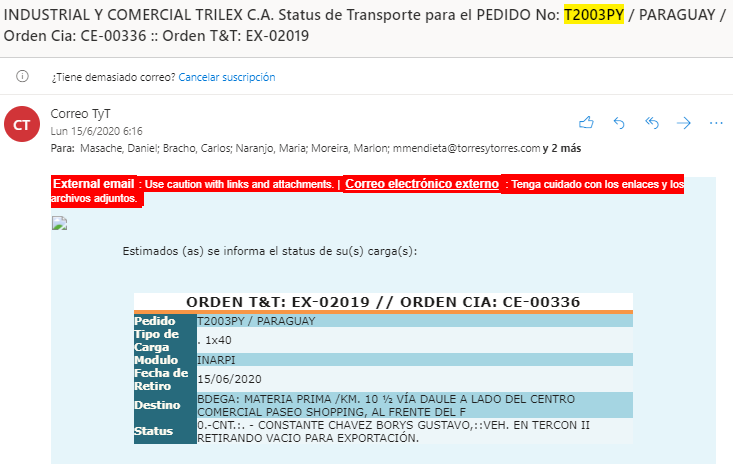 INDUSTRIAL Y COMERCIAL TRILEX C.A. Status de Transporte para el PEDIDO No: T2003PY / PARAGUAY /
Orden Cia: CE-00336 :: Orden T&T: EX-02019
¿Tiene demasiado correo? Cancelar suscripción
CT
Correo TyT
Lun 15/6/2020 6:16
Para: Masache, Daniel; Bracho, Carlos; Naranjo, Maria; Moreira, Marlon; mmendieta@torresytorres.com y 2 más
External email : Use caution with links and attachments. | Correo electrónico externo : Tenga cuidado con los enlaces y los
archivos adjuntos.
Estimados (as) se informa el status de su(s) carga(s):
ORDEN T&T: EX-02019 // ORDEN CIA: CE-00336
Pedido T2003PY / PARAGUAY
Tipo de
Carga . 1x40
Modulo INARPI
Fecha de
Retiro 15/06/2020
Destino BDEGA: MATERIA PRIMA /KM. 10 ½ VÍA DAULE A LADO DEL CENTRO
COMERCIAL PASEO SHOPPING, AL FRENTE DEL F
Status 0.-CNT.:. - CONSTANTE CHAVEZ BORYS GUSTAVO,::VEH. EN TERCON II
RETIRANDO VACIO PARA EXPORTACIÓN.